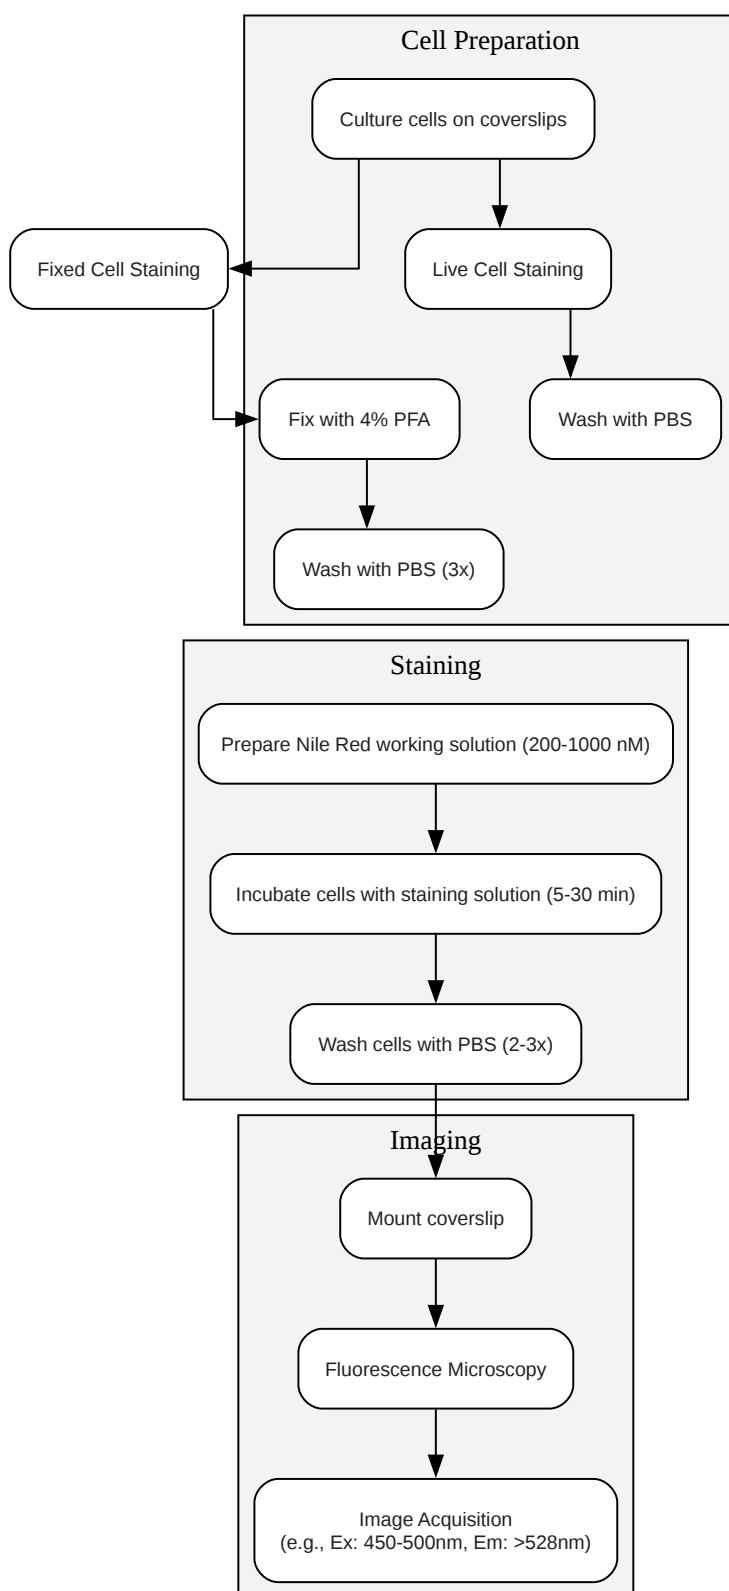 Cell Preparation
Culture cells on coverslips
Fixed Cell Staining
Live Cell Staining
Fix with 4% PFA
Wash with PBS
Wash with PBS (3x)
Staining
Prepare Nile Red working solution (200-1000 nM)
Incubate cells with staining solution (5-30 min)
Wash cells with PBS (2-3x)
Imaging
Mount coverslip
Fluorescence Microscopy
Image Acquisition
(e.g., Ex: 450-500nm, Em: >528nm)